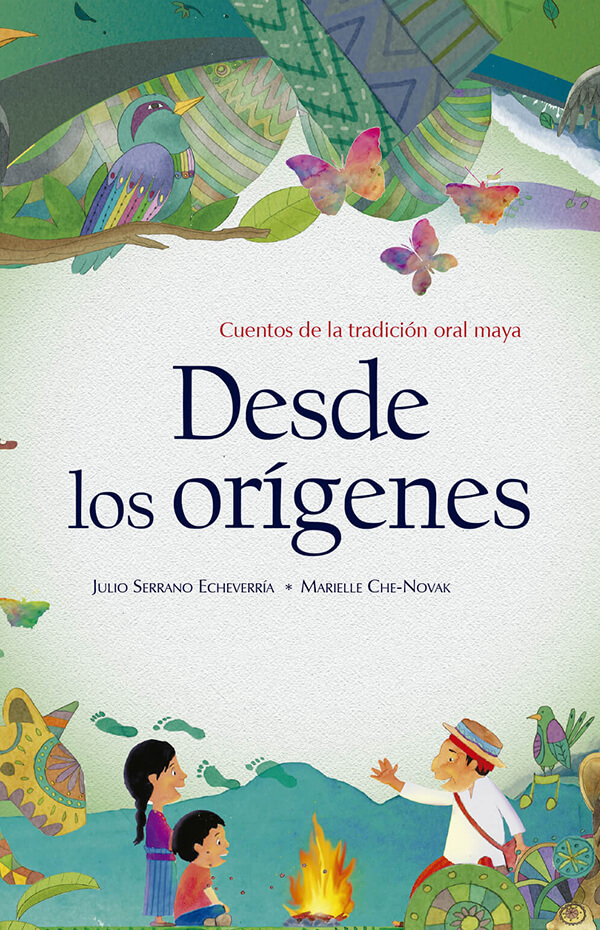 Cuentos de la tradición oral maya
Desde
los orígenes
Julio Serrano Echeverría * Marielle Che-Novak